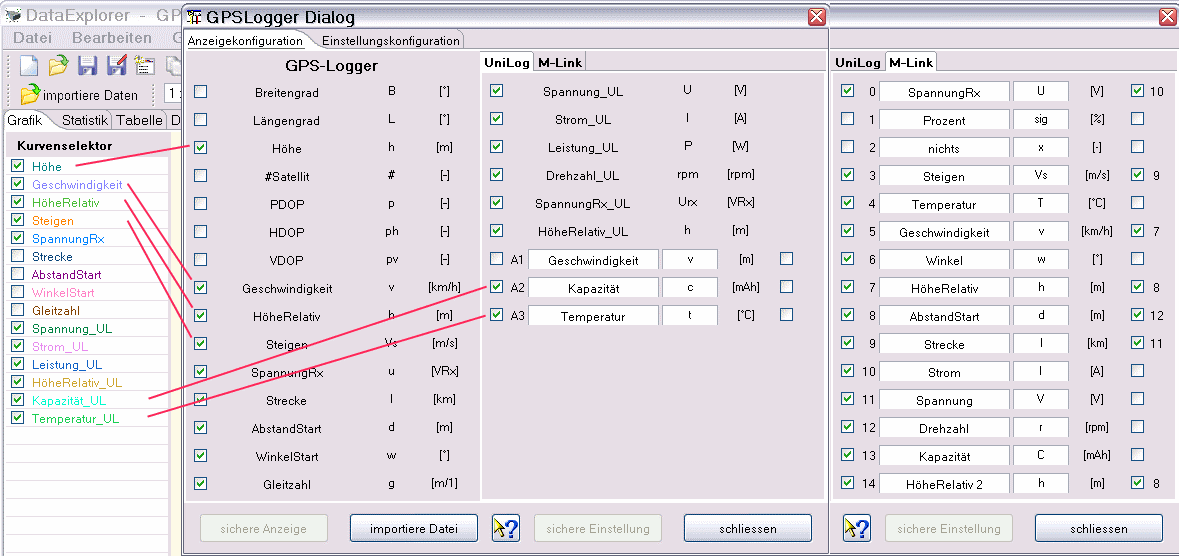 DataExplorer - GP
Datei Bearbeiten G
importiere Daten 1
Grafik Statistik Tabelle D
Kurvenselektor
Höhe
Geschwindigkeit
HöheRelativ
Steigen
SpannungRx
Strecke
AbstandStart
WinkelStart
Gleitzahl
Spannung_UL
Strom_UL
Leistung_UL
HöheRelativ_UL
Kapazität_UL
Temperatur_UL
GPSLogger Dialog
Anzeigekonfiguration Einstellungskonfiguration
GPS-Logger
Breitengrad B [°]
Längengrad L [°]
Höhe h [m]
#Satellit # [-]
PDOP p [-]
HDOP ph [-]
VDOP pv [-]
Geschwindigkeit v [km/h]
HöheRelativ h [m]
Steigen Vs [m/s]
SpannungRx u [VRx]
Strecke l [km]
AbstandStart d [m]
WinkelStart w [°]
Gleitzahl g [m/1]
sichere Anzeige importiere Datei
UniLog M-Link
Spannung_UL U [V]
Strom_UL I [A]
Leistung_UL P [W]
Drehzahl_UL rpm [rpm]
SpannungRx_UL Urx [VRx]
HöheRelativ_UL h [m]
A1 Geschwindigkeit v [m]
A2 Kapazität c [mAh]
A3 Temperatur t [°C]
? sichere Einstellung schliessen
UniLog M-Link
0 SpannungRx U [V] 10
1 Prozent sig [%]
2 nichts x [-]
3 Steigen Vs [m/s] 9
4 Temperatur T [°C]
5 Geschwindigkeit v [km/h] 7
6 Winkel w [°]
7 HöheRelativ h [m] 8
8 AbstandStart d [m] 12
9 Strecke l [km] 11
10 Strom I [A]
11 Spannung V [V]
12 Drehzahl r [rpm]
13 Kapazität C [mAh]
14 HöheRelativ 2 h [m] 8
? sichere Einstellung schliessen